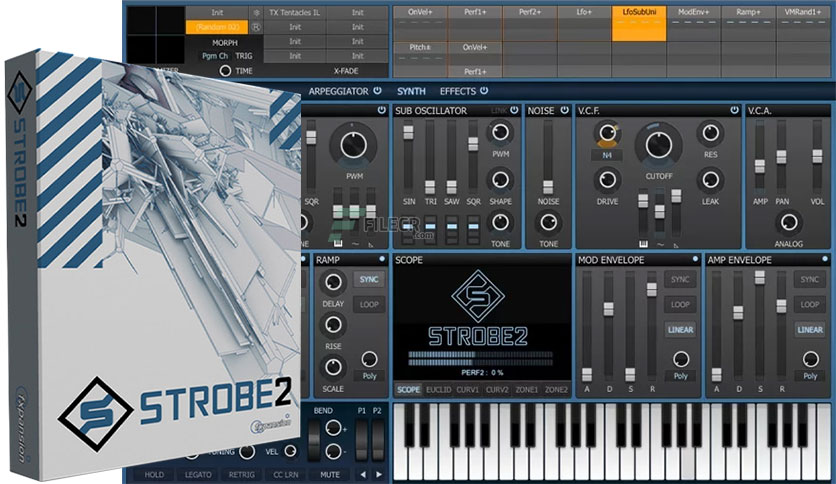 Init
TX Tentacles IL
Init
(Random 52)
Init
Init
MORPH
Init
Init
Pgm Ch TRIG
Init
Init
TIME
X-FADE
OnVel+
Perf1+
Perf2+
Lfo+
LfoSubUni
ModEnv+
Ramp+
VMRand1+
Pitch±
OnVel+
Perf1+
ARPEGGIATOR
SYNTH
EFFECTS
SUB OSCILLATOR
LINK
NOISE
V.C.F.
V.C.A.
PWM
SQR
PWM
SHAPE
TONE
SIN
TRI
SAW
SQR
NOISE
TONE
N4
CUTOFF
RES
DRIVE
LEAK
AMP
PAN
VOL
ANALOG
FILECR
.com
RAMP
SYNC
LOOP
DELAY
RISE
SCALE
Poly
SCOPE
STROBE2
PERF2 : 0 %
SCOPE
EUCLID
CURV1
CURV2
ZONE1
ZONE2
MOD ENVELOPE
SYNC
LOOP
LINEAR
Poly
A
D
S
R
AMP ENVELOPE
SYNC
LOOP
LINEAR
Poly
A
D
S
R
BEND
P1
P2
TUNING
VEL
HOLD
LEGATO
RETRIG
CC LRN
MUTE
STROBE2
fxpansion
STROBE2
fxpansion